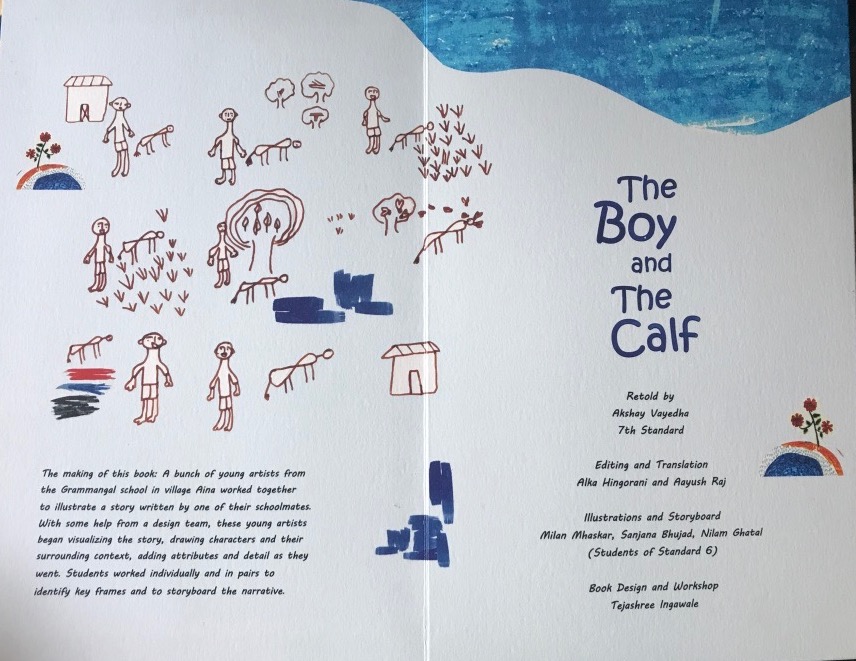 The making of this book: A bunch of young artists from
the Grammangal school in village Aina worked together
to illustrate a story written by one of their schoolmates.
With some help from a design team, these young artists
began visualizing the story, drawing characters and their
surrounding context, adding attributes and detail as they
went. Students worked individually and in pairs to
identify key frames and to storyboard the narrative.
The
Boy
and
The
Calf
Retold by
Akshay Vayedha
7th Standard
Editing and Translation
Alka Hingorani and Aayush Raj
Illustrations and Storyboard
Milan Mhaskar, Sanjana Bhujad, Nilam Ghatal
(Students of Standard 6)
Book Design and Workshop
Tejashree Ingawale